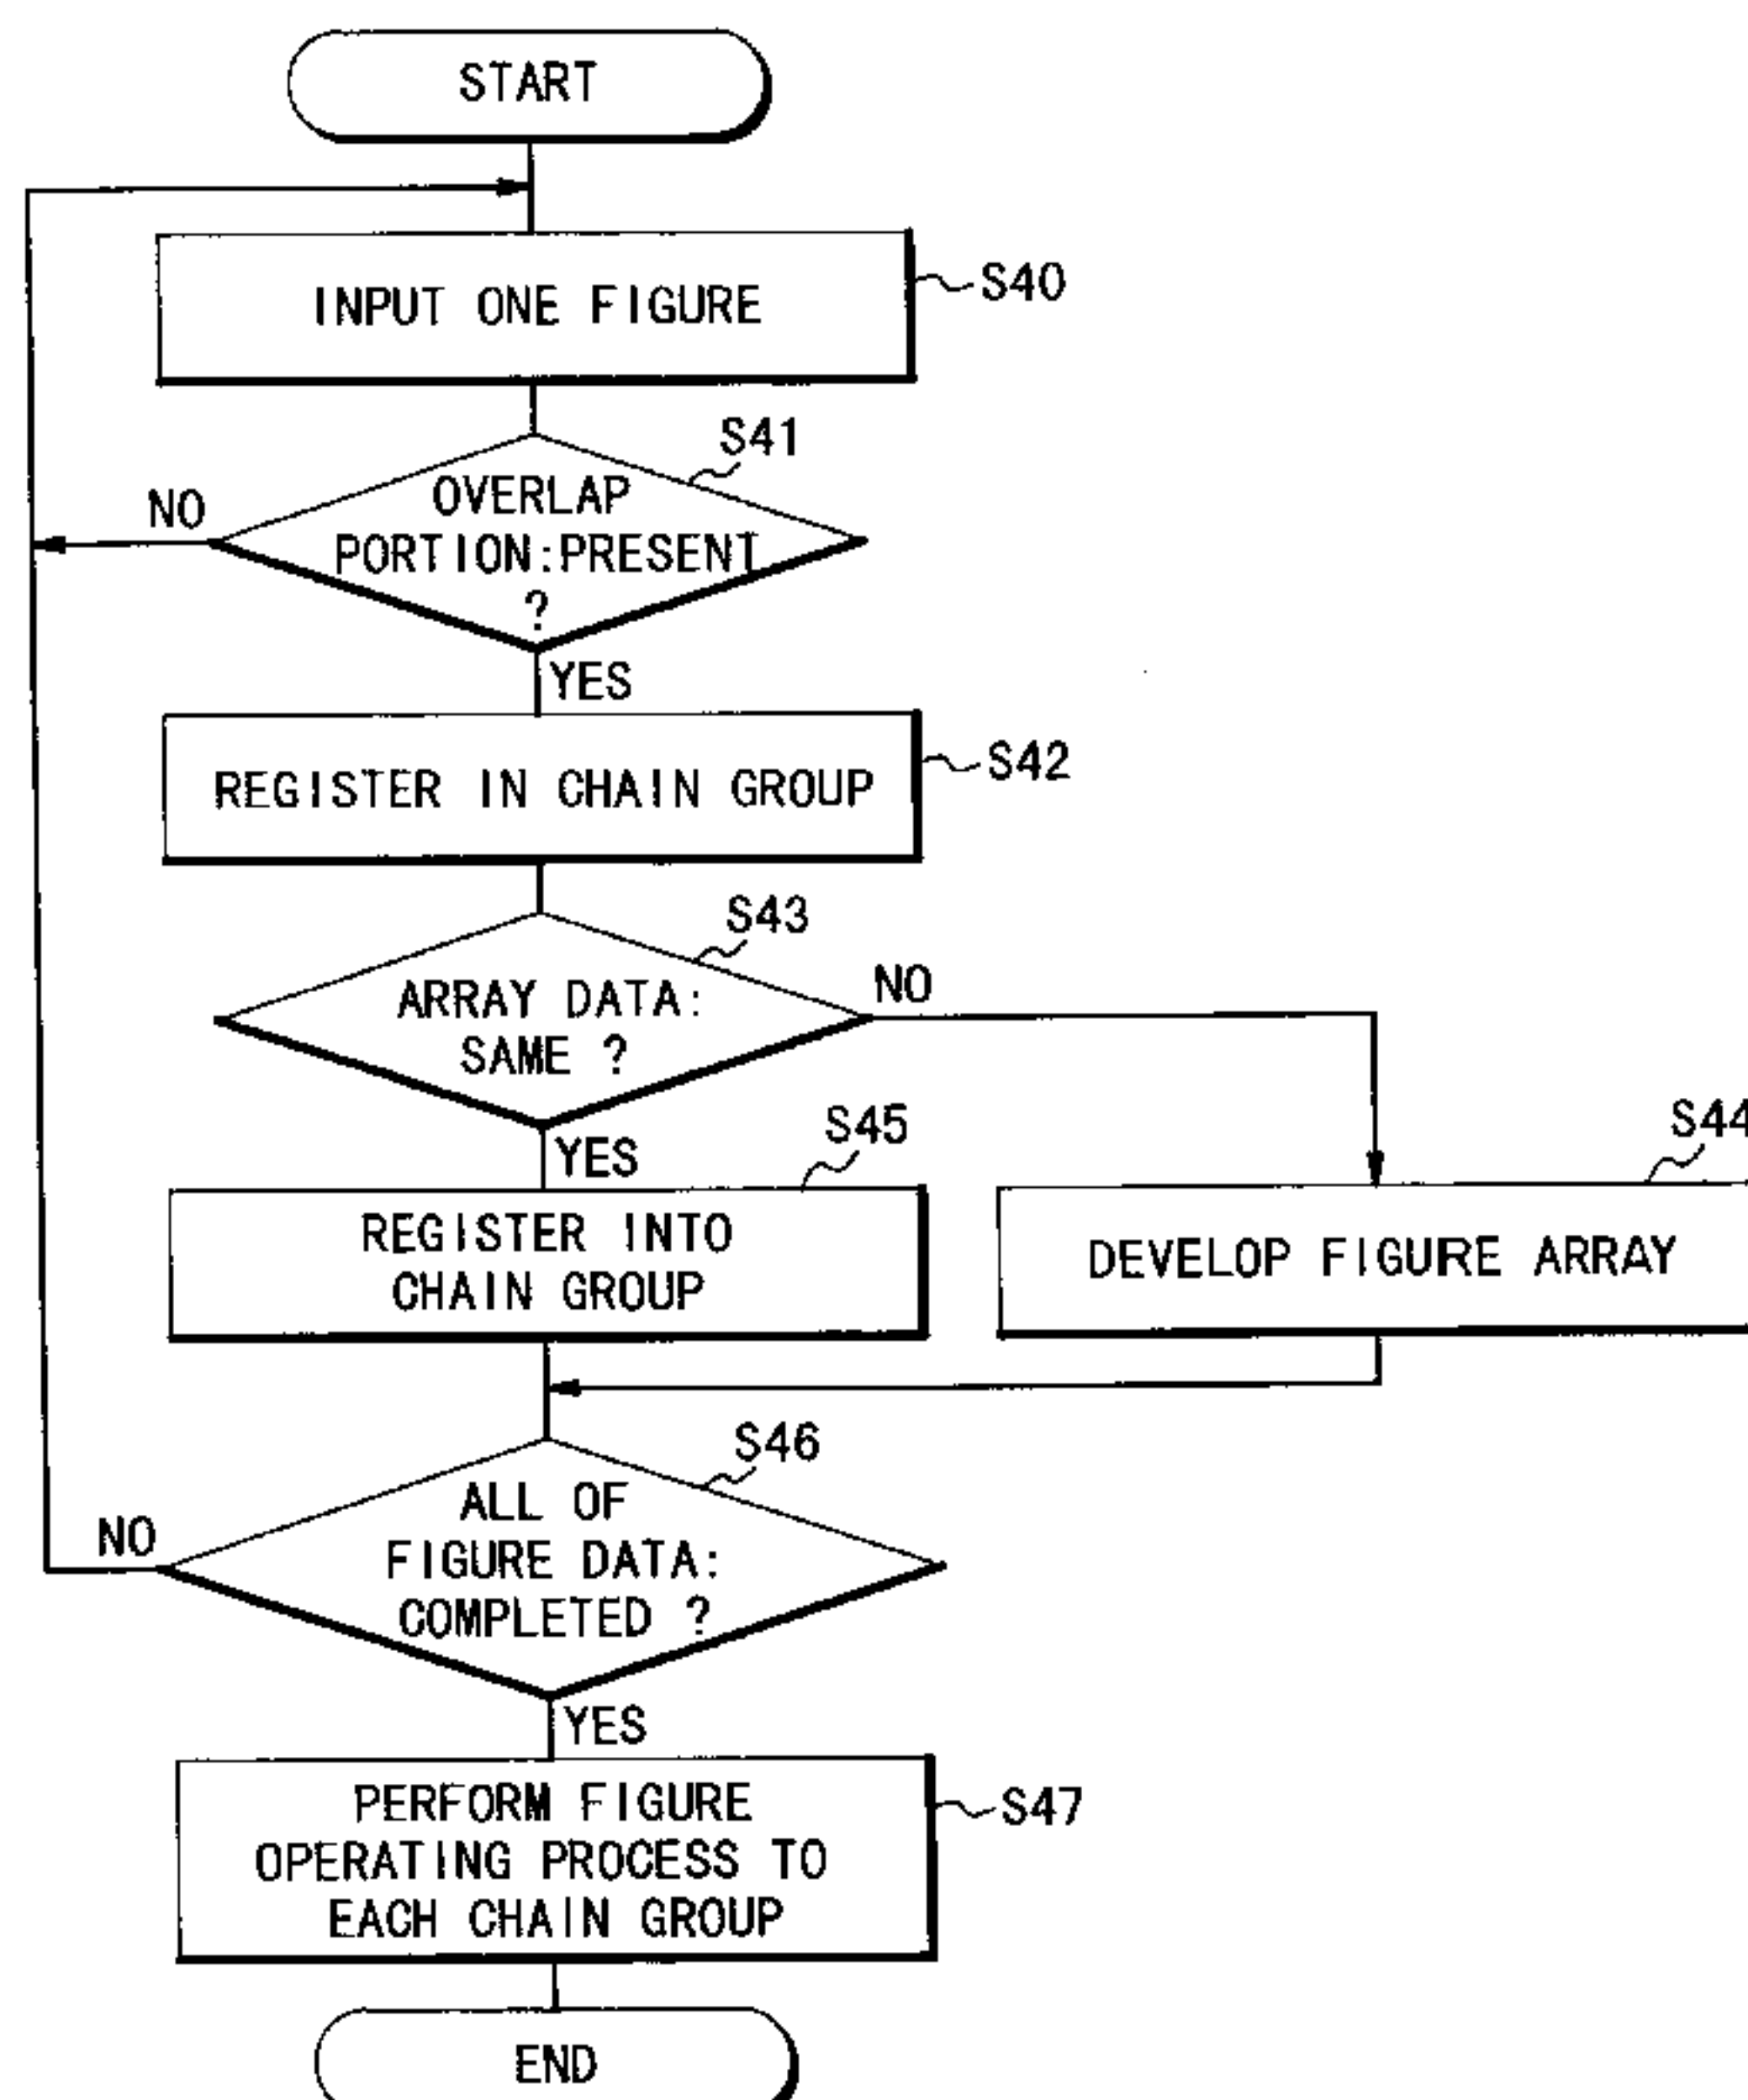 START
INPUT ONE FIGURE
S40
S41
OVERLAP
PORTION:PRESENT
?
NO
YES
REGISTER IN CHAIN GROUP
S42
S43
ARRAY DATA:
SAME ?
NO
YES
S45
REGISTER INTO
CHAIN GROUP
S44
DEVELOP FIGURE ARRAY
S46
ALL OF
FIGURE DATA:
COMPLETED ?
NO
YES
PERFORM FIGURE
OPERATING PROCESS TO
EACH CHAIN GROUP
S47
END